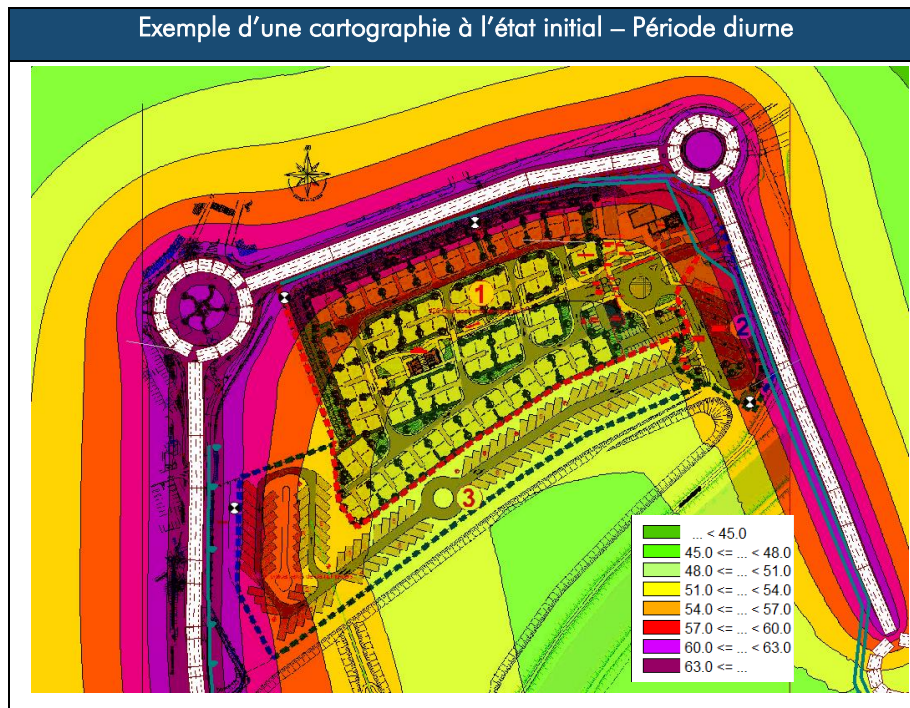 Exemple d'une cartographie à l'état initial – Période diurne
1
2
3
... < 45.0
45.0 <= ... < 48.0
48.0 <= ... < 51.0
51.0 <= ... < 54.0
54.0 <= ... < 57.0
57.0 <= ... < 60.0
60.0 <= ... < 63.0
63.0 <= ...